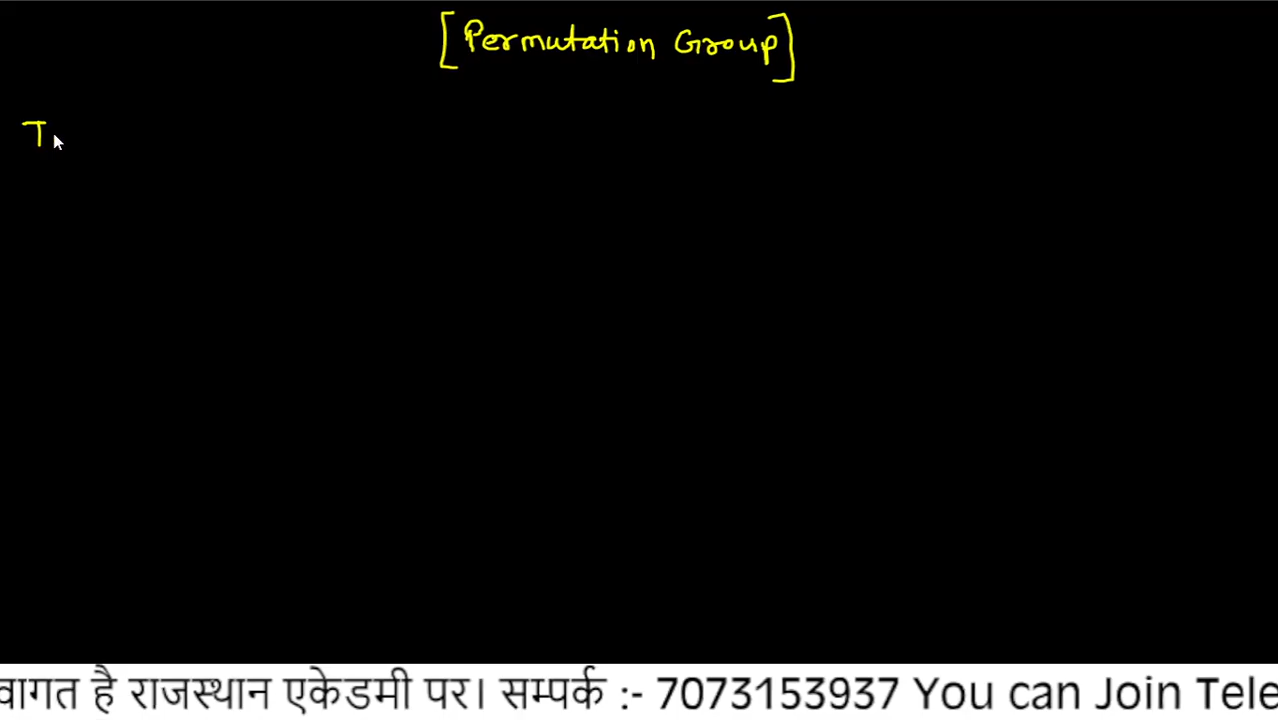 [Permutation Group]
T
वागत है राजस्थान एकेडमी पर। सम्पर्क :- 7073153937 You can Join Tele